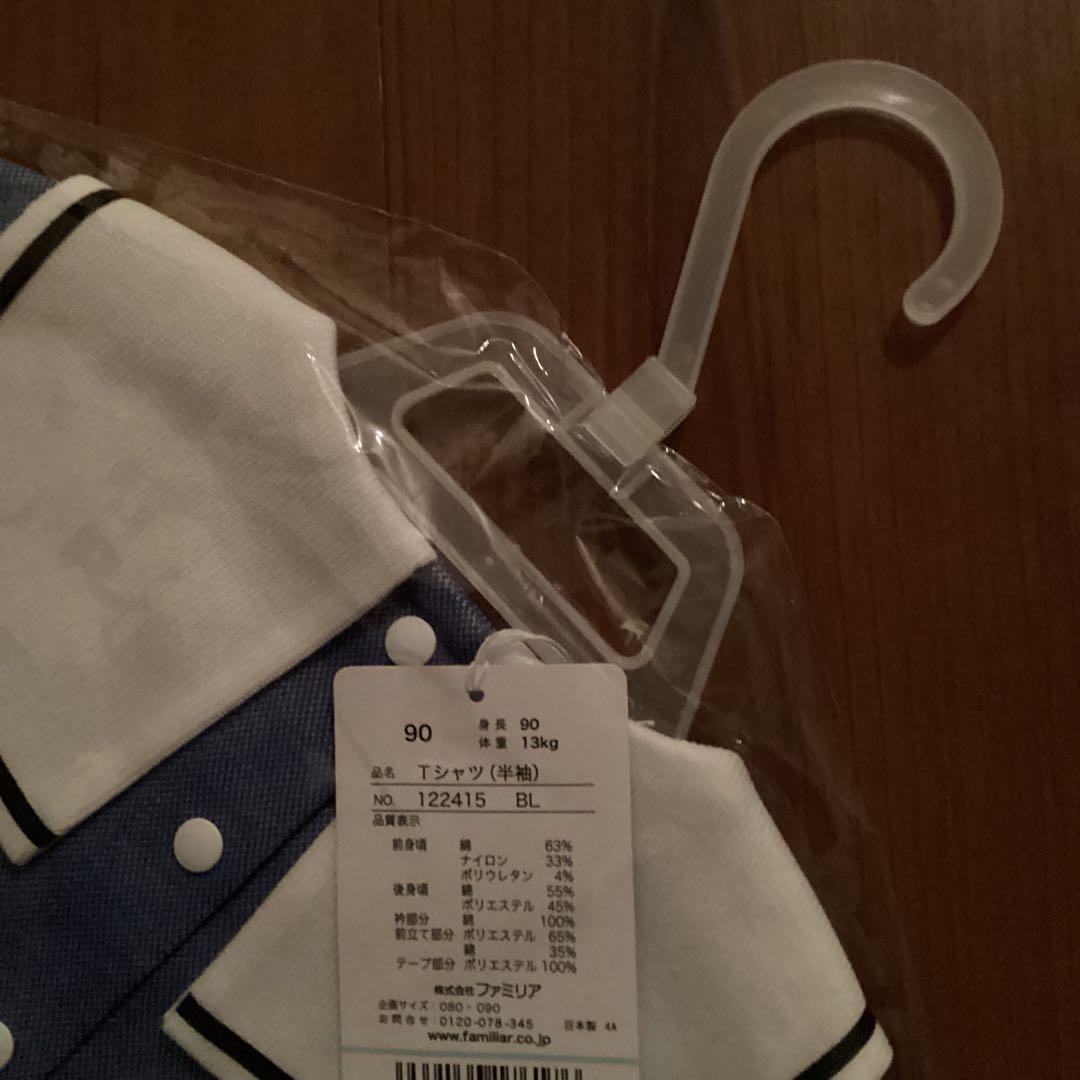 90 身長 90
体重 13kg
品名 Tシャツ(半袖)
NO. 122415 BL
品質表示
前身頃 綿 63%
ナイロン 33%
ポリウレタン 4%
後身頃 綿 55%
ポリエステル 45%
衿部分 綿 100%
前立て部分 ポリエステル 65%
綿 35%
テープ部分 ポリエステル 100%
株式会社ファミリア
企画サイズ:080・090
お問合せ:0120-078-345 日本製 4A
www.familiar.co.jp